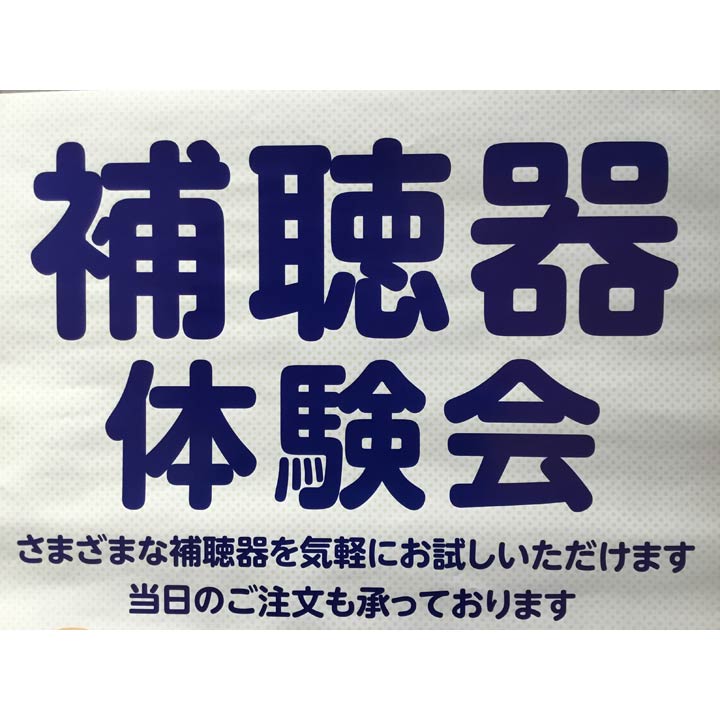 補聴器
体験会
さまざまな補聴器を気軽にお試しいただけます
当日のご注文も承っております